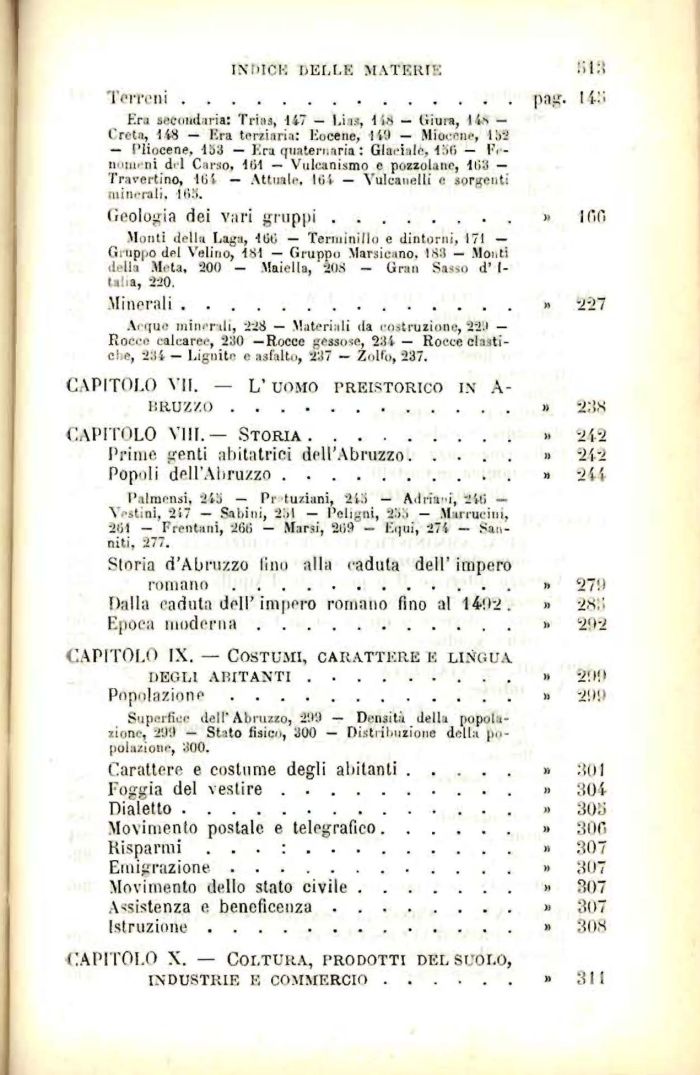 INDICE DELLE MATERIE 513
Terreni . . . . . . . . . . . . . . pag. 145
Era secondaria: Trias, 147 — Lias, 148 — Giura, 148 —
Creta, 148 — Era terziaria: Eocene, 149 — Miocene, 152
— Pliocene, 153 — Era quaternaria: Glaciale, 156 — Fe-
nomeni del Carso, 161 — Vulcanismo e pozzolane, 163 —
Travertino, 164 — Attuale, 164 — Vulcanelli e sorgenti
minerali, 165.
Geologia dei vari gruppi . . . . . . . . » 166
Monti della Laga, 166 — Terminillo e dintorni, 171 —
Gruppo del Velino, 181 — Gruppo Marsicano, 183 — Monti
della Meta, 200 — Maiella, 208 — Gran Sasso d' I-
talia, 220.
Minerali . . . . . . . . . . . . . . » 227
Acque minerali, 228 — Materiali da costruzione, 229 —
Rocce calcaree, 230 —Rocce gessose, 234 — Rocce clasti-
che, 234 — Lignite e asfalto, 237 — Zolfo, 237.
CAPITOLO VII. — L' UOMO PREISTORICO IN A-
BRUZZO . . . . . . . . . . . . » 238
CAPITOLO VIII. — STORIA . . . . . . . . . » 242
Prime genti abitatrici dell'Abruzzo . . . . . » 242
Popoli dell'Abruzzo . . . . . . . . . . » 244
Palmensi, 245 — Pretuziani, 245 — Adriani, 246 —
Vestini, 247 — Sabini, 251 — Peligni, 255 — Marrucini,
261 — Frentani, 266 — Marsi, 269 — Equi, 274 — San-
niti, 277.
Storia d'Abruzzo fino alla caduta dell' impero
romano . . . . . . . . . . . . » 279
Dalla caduta dell' impero romano fino al 1492 . » 285
Epoca moderna . . . . . . . . . . . » 292
CAPITOLO IX. — COSTUMI, CARATTERE E LINGUA
DEGLI ABITANTI . . . . . . . . . » 299
Popolazione . . . . . . . . . . . . » 299
Superfice dell'Abruzzo, 299 — Densità della popola-
zione, 299 — Stato fisico, 300 — Distribuzione della po-
polazione, 300.
Carattere e costume degli abitanti . . . . . » 301
Foggia del vestire . . . . . . . . . . » 304
Dialetto . . . . . . . . . . . . . . » 305
Movimento postale e telegrafico . . . . . . » 306
Risparmi . . . : . . . . . . . . . » 307
Emigrazione . . . . . . . . . . . . » 307
Movimento dello stato civile . . . . . . . » 307
Assistenza e beneficenza . . . . . . . . » 307
Istruzione . . . . . . . . . . . . . » 308
CAPITOLO X. — COLTURA, PRODOTTI DEL SUOLO,
INDUSTRIE E COMMERCIO . . . . . . » 311